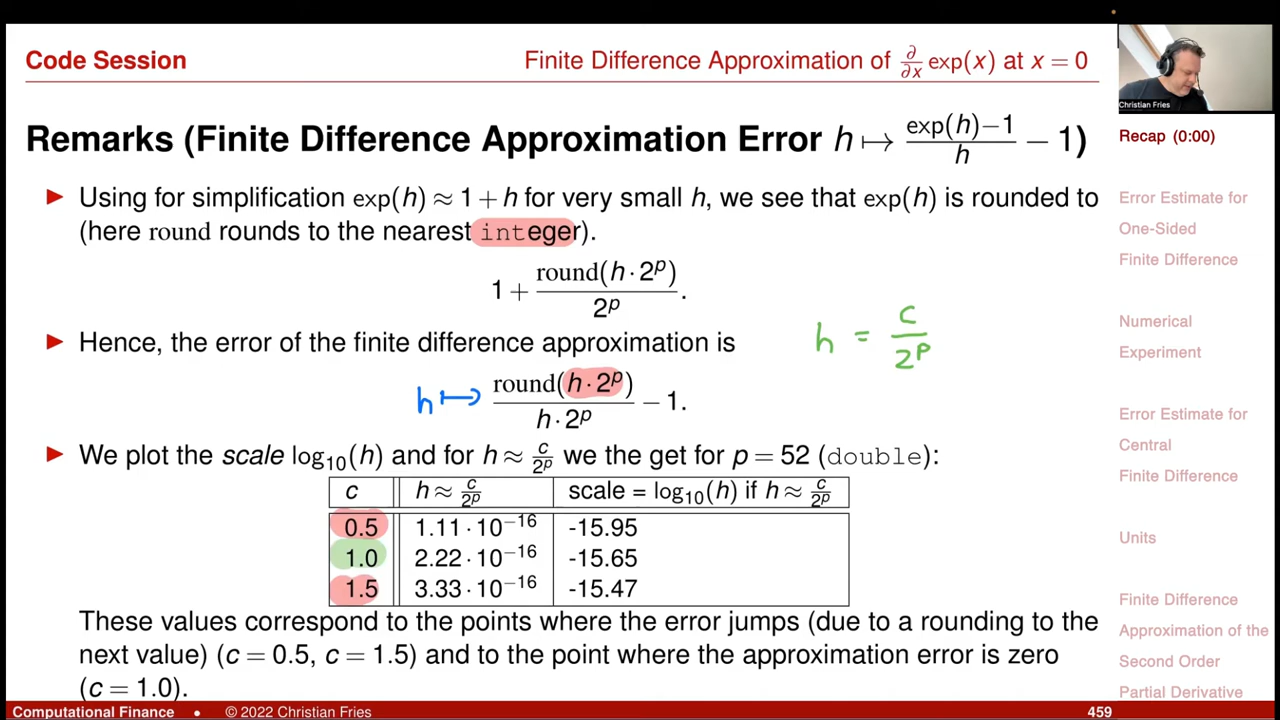 Code Session
Finite Difference Approximation of ∂/∂x exp(x) at x = 0
Remarks (Finite Difference Approximation Error h ↦ (exp(h)−1)/h − 1)
► Using for simplification exp(h) ≈ 1 + h for very small h, we see that exp(h) is rounded to
(here round rounds to the nearest integer).
1 + round(h · 2^p)/2^p.
► Hence, the error of the finite difference approximation is
h = c/2^p
h ↦ round(h · 2^p)/(h · 2^p) − 1.
► We plot the scale log₁₀(h) and for h ≈ c/2^p we the get for p = 52 (double):
c h ≈ c/2^p scale = log₁₀(h) if h ≈ c/2^p
0.5 1.11 · 10^−16 -15.95
1.0 2.22 · 10^−16 -15.65
1.5 3.33 · 10^−16 -15.47
These values correspond to the points where the error jumps (due to a rounding to the
next value) (c = 0.5, c = 1.5) and to the point where the approximation error is zero
(c = 1.0).
Christian Fries
Recap (0:00)
Error Estimate for
One-Sided
Finite Difference
Numerical
Experiment
Error Estimate for
Central
Finite Difference
Units
Finite Difference
Approximation of the
Second Order
Partial Derivative
Computational Finance • © 2022 Christian Fries
459